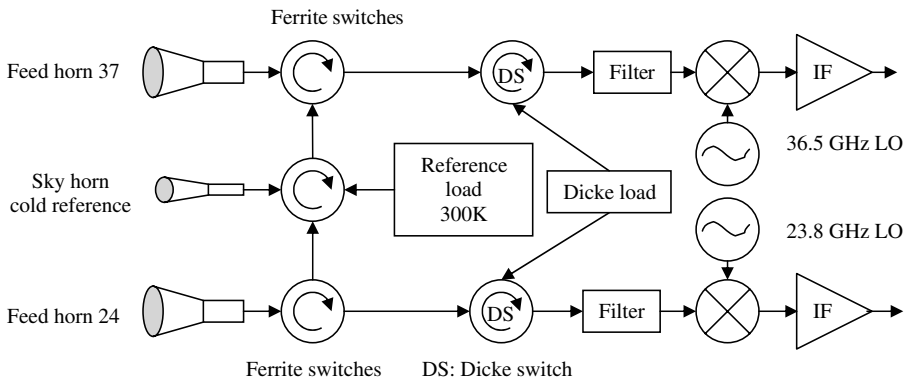 Ferrite switches
Feed horn 37
DS
Filter
IF
36.5 GHz LO
Sky horn
cold reference
Reference
load
300K
Dicke load
23.8 GHz LO
Feed horn 24
DS
Filter
IF
Ferrite switches
DS: Dicke switch